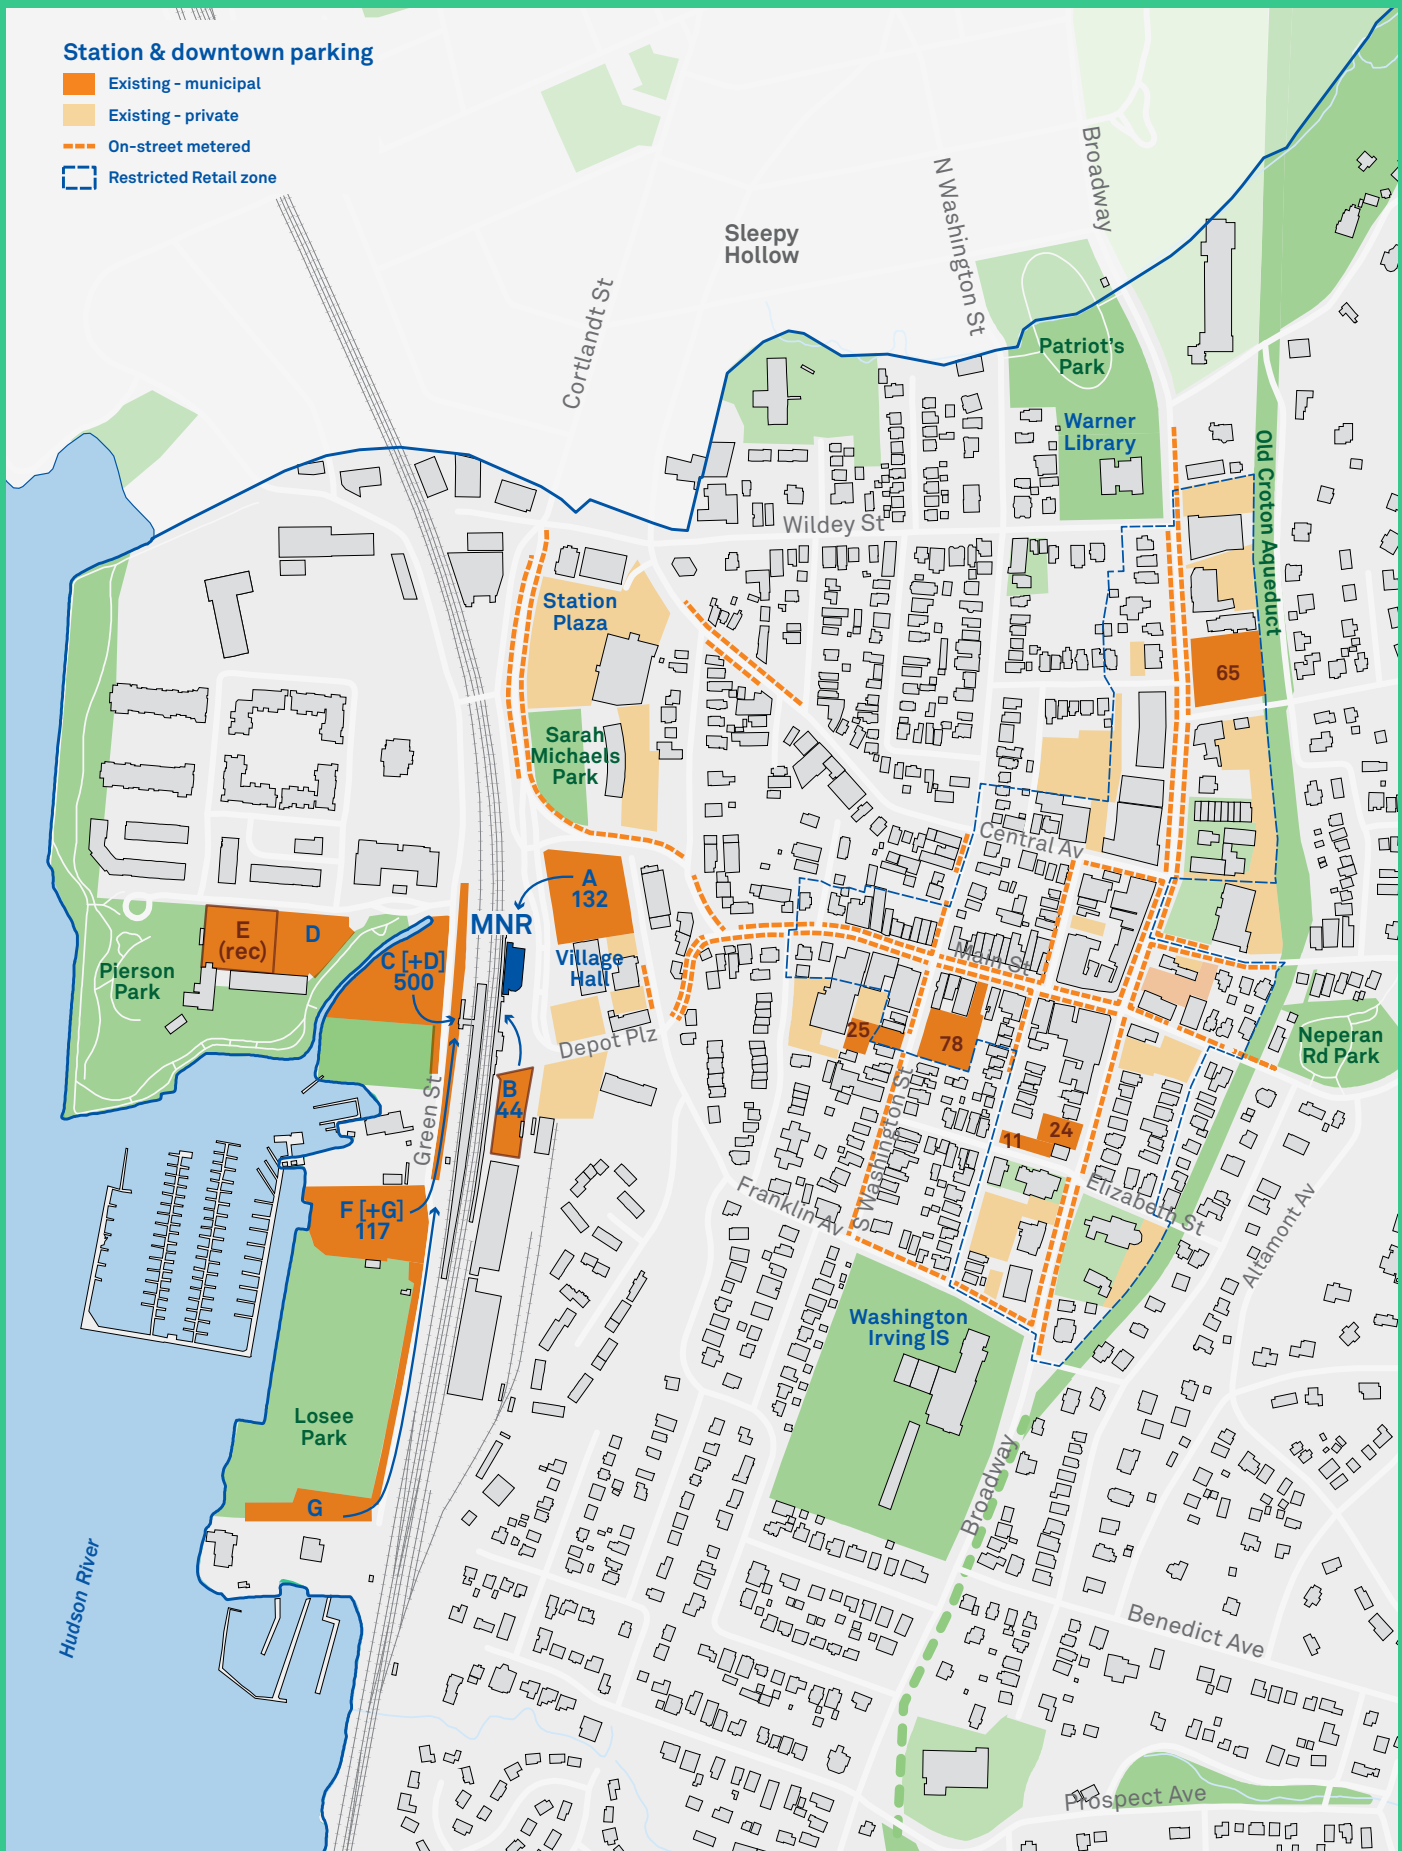 Station & downtown parking
Existing - municipal
Existing - private
On-street metered
Restricted Retail zone
Broadway
N Washington St
Sleepy
Hollow
Cortlandt St
Patriot's
Park
Warner
Library
Old Croton Aqueduct
Wildey St
Station
Plaza
65
Sarah
Michaels
Park
Central Av
A
132
MNR
E
(rec)
D
C [+D]
500
Village
Hall
Main St
Pierson
Park
25
78
Depot Plz
Neperan
Rd Park
B
44
Green St
S Washington St
11
24
Elizabeth St
Franklin Av
F [+G]
117
Altamont Av
Washington
Irving IS
Losee
Park
Broadway
G
Hudson River
Benedict Ave
Prospect Ave